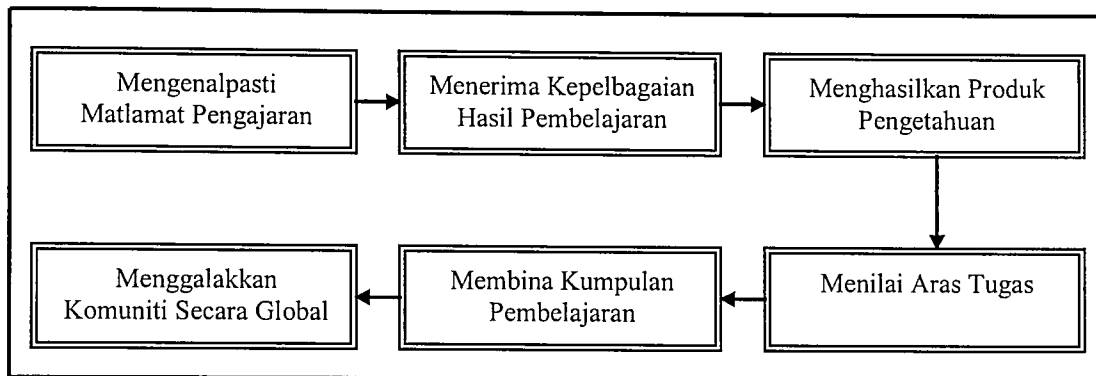 Mengenalpasti
Matlamat Pengajaran
Menerima Kepelbagaian
Hasil Pembelajaran
Menghasilkan Produk
Pengetahuan
Menilai Aras Tugas
Membina Kumpulan
Pembelajaran
Menggalakkan
Komuniti Secara Global